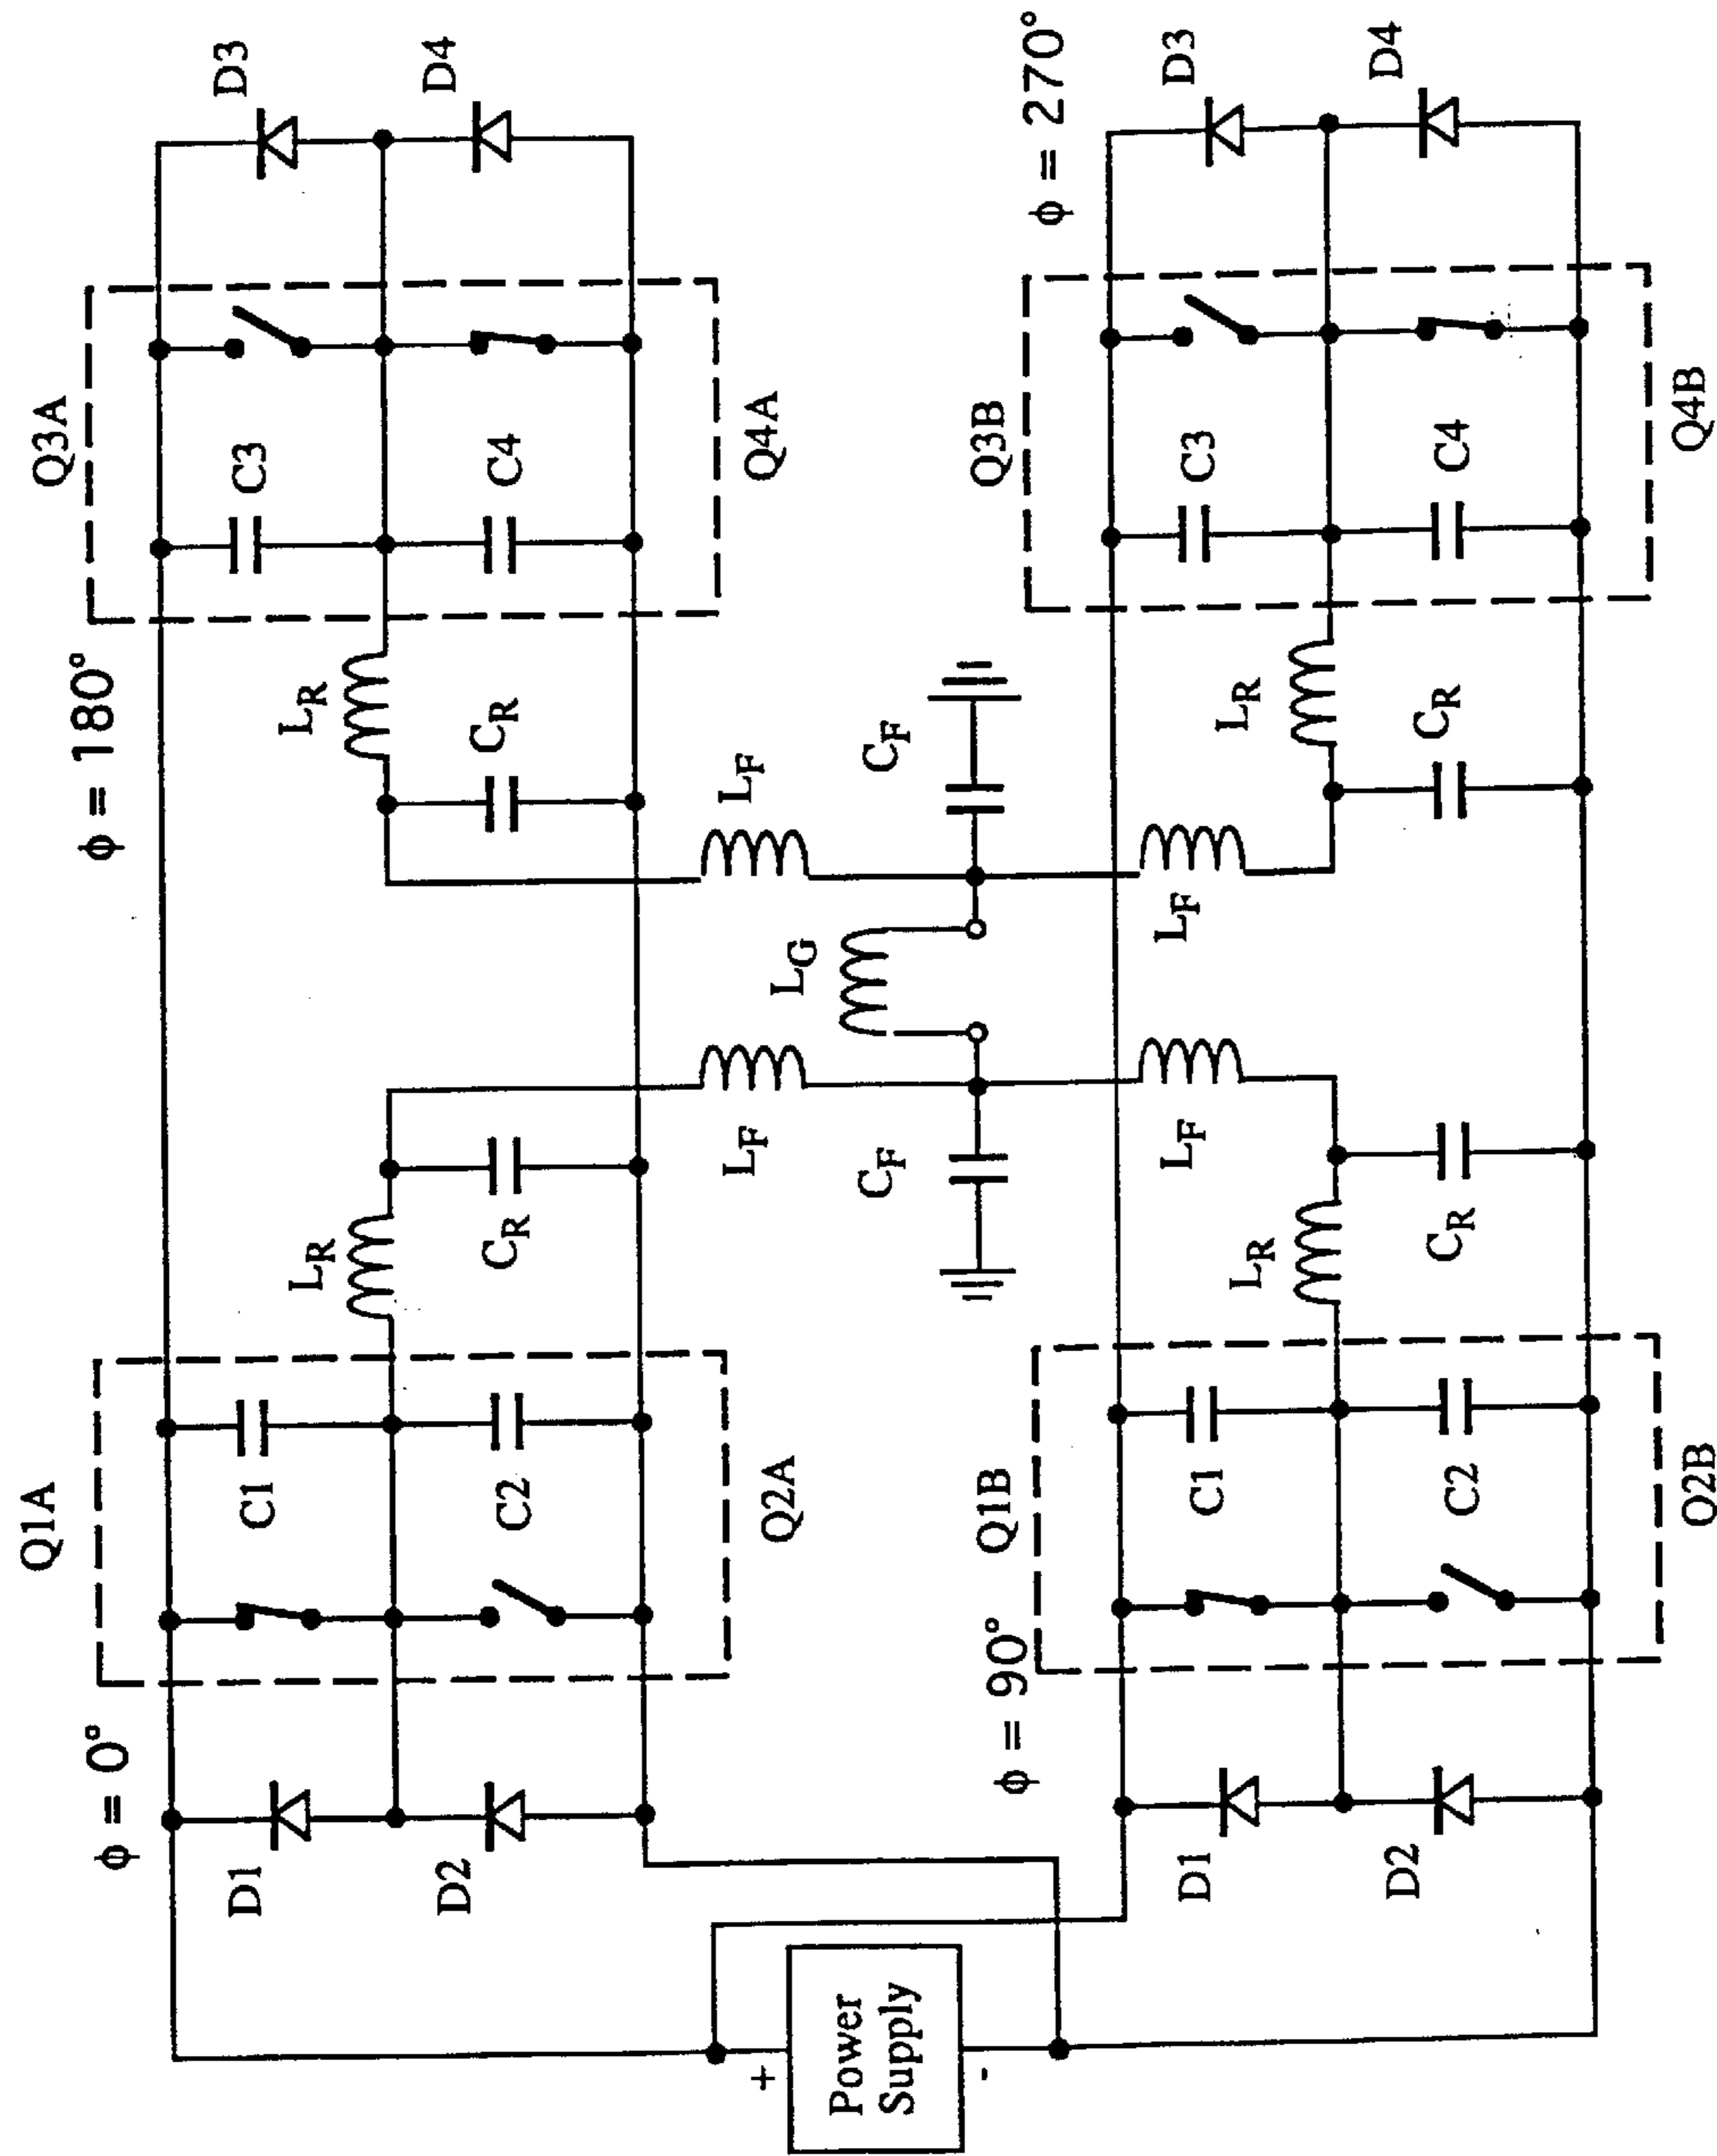 Q1A
Q3A
ϕ = 0°
ϕ = 180°
D1
C1
L_R
L_R
C3
D3
D2
C2
C_R
C_R
C4
D4
Q2A
L_F
L_F
Q4A
+
Power
Supply
-
L_G
C_F
C_F
ϕ = 90°
Q1B
Q3B
ϕ = 270°
L_F
L_F
D1
C1
L_R
L_R
C3
D3
D2
C2
C_R
C_R
C4
D4
Q2B
Q4B